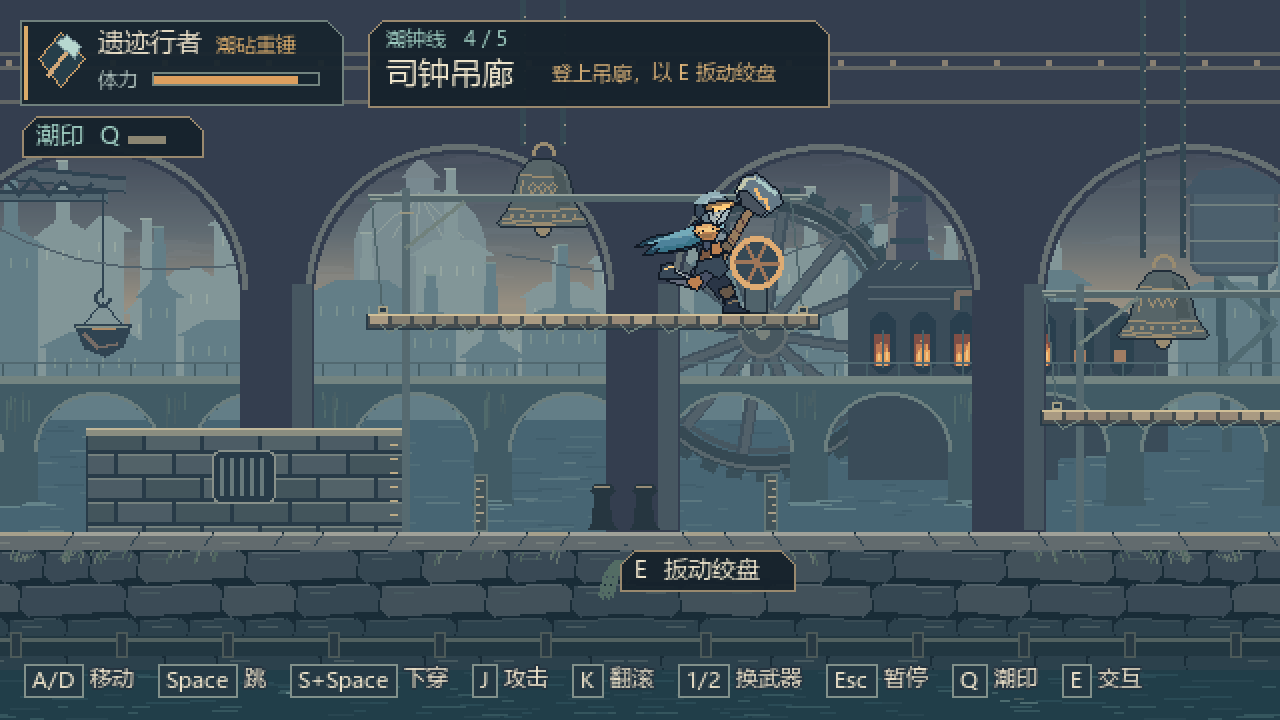 遗迹行者 潮砧重锤
体力
潮钟线 4/5
司钟吊廊 登上吊廊，以 E 扳动绞盘
潮印 Q
E 扳动绞盘
A/D 移动 Space 跳 S+Space 下穿 J 攻击 K 翻滚 1/2 换武器 Esc 暂停 Q 潮印 E 交互